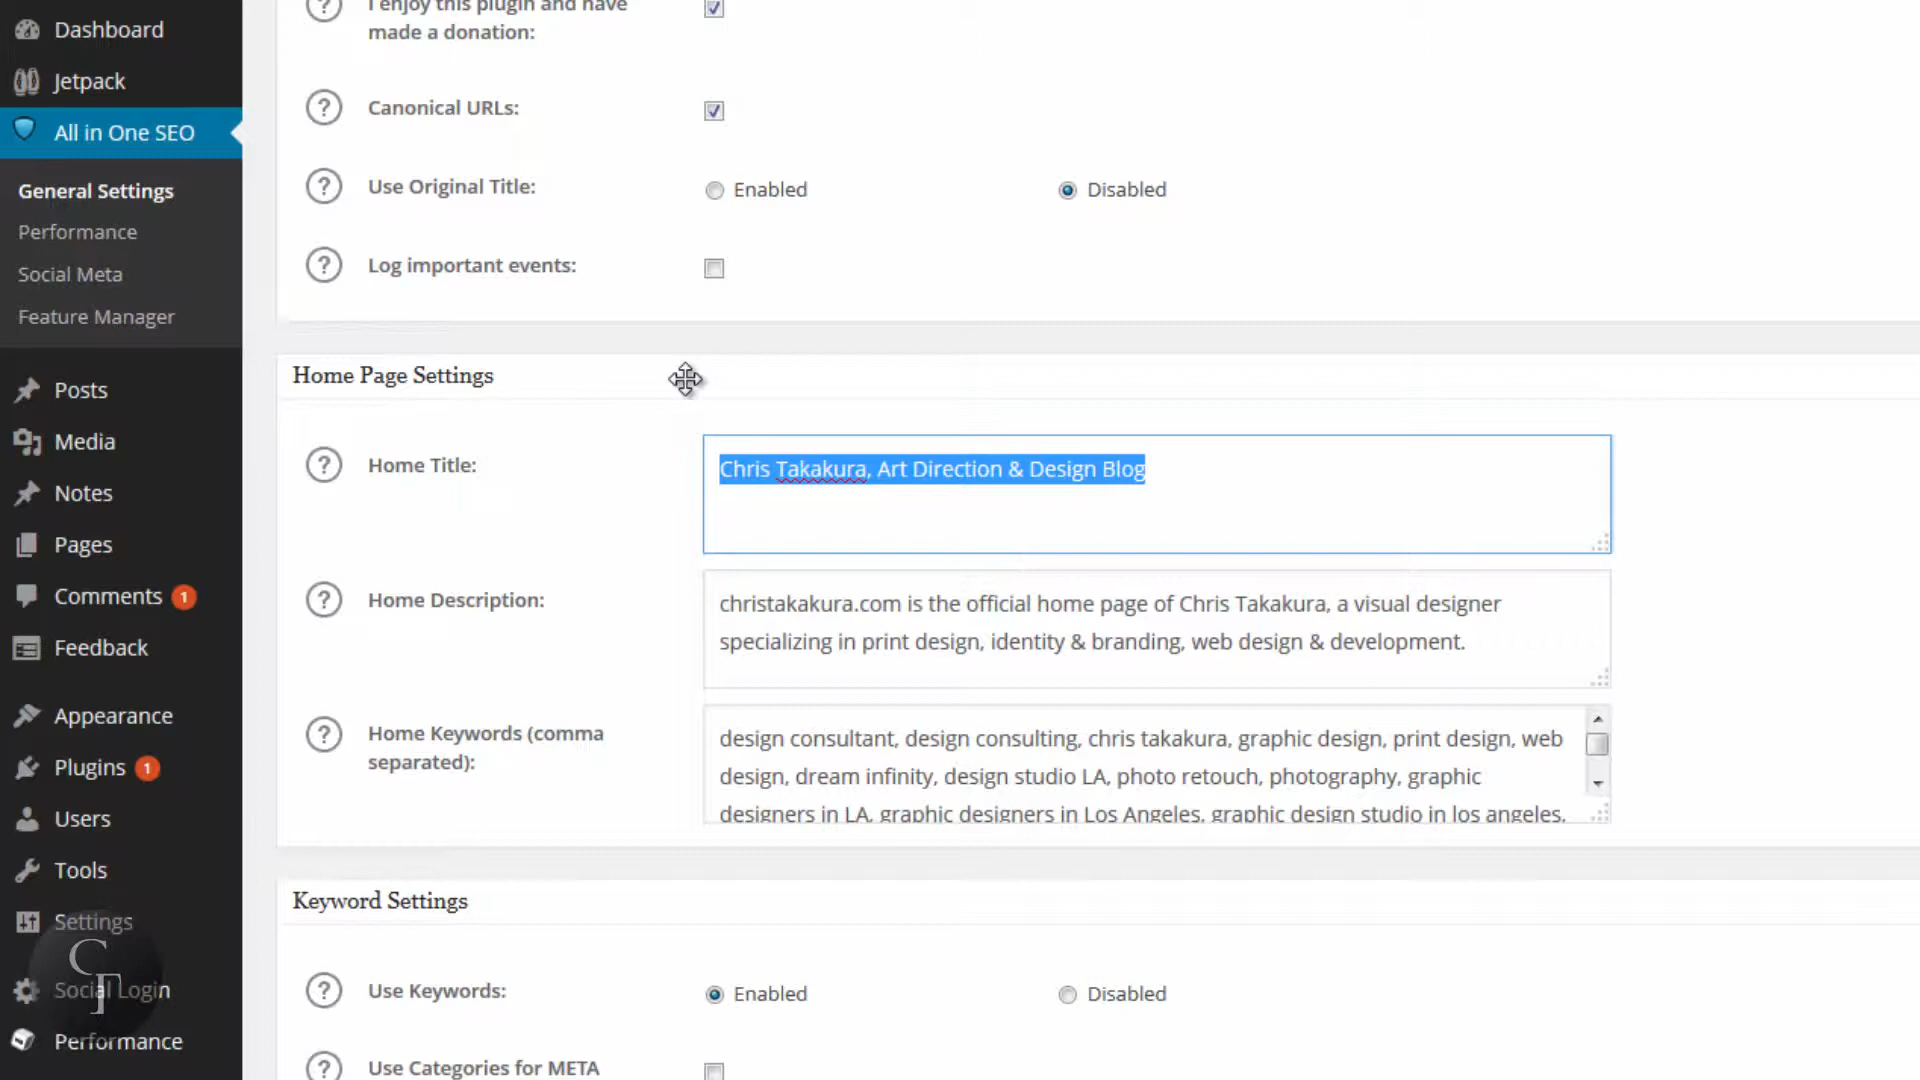 Dashboard
Jetpack
All in One SEO
General Settings
Performance
Social Meta
Feature Manager
Posts
Media
Notes
Pages
Comments 1
Feedback
Appearance
Plugins 1
Users
Tools
Settings
Social Login
Performance
I enjoy this plugin and have
made a donation:
Canonical URLs:
Use Original Title:
Enabled
Disabled
Log important events:
Home Page Settings
Home Title:
Chris Takakura, Art Direction & Design Blog
Home Description:
christakakura.com is the official home page of Chris Takakura, a visual designer
specializing in print design, identity & branding, web design & development.
Home Keywords (comma
separated):
design consultant, design consulting, chris takakura, graphic design, print design, web
design, dream infinity, design studio LA, photo retouch, photography, graphic
designers in LA, graphic designers in Los Angeles, graphic design studio in los angeles,
Keyword Settings
Use Keywords:
Enabled
Disabled
Use Categories for META
CT